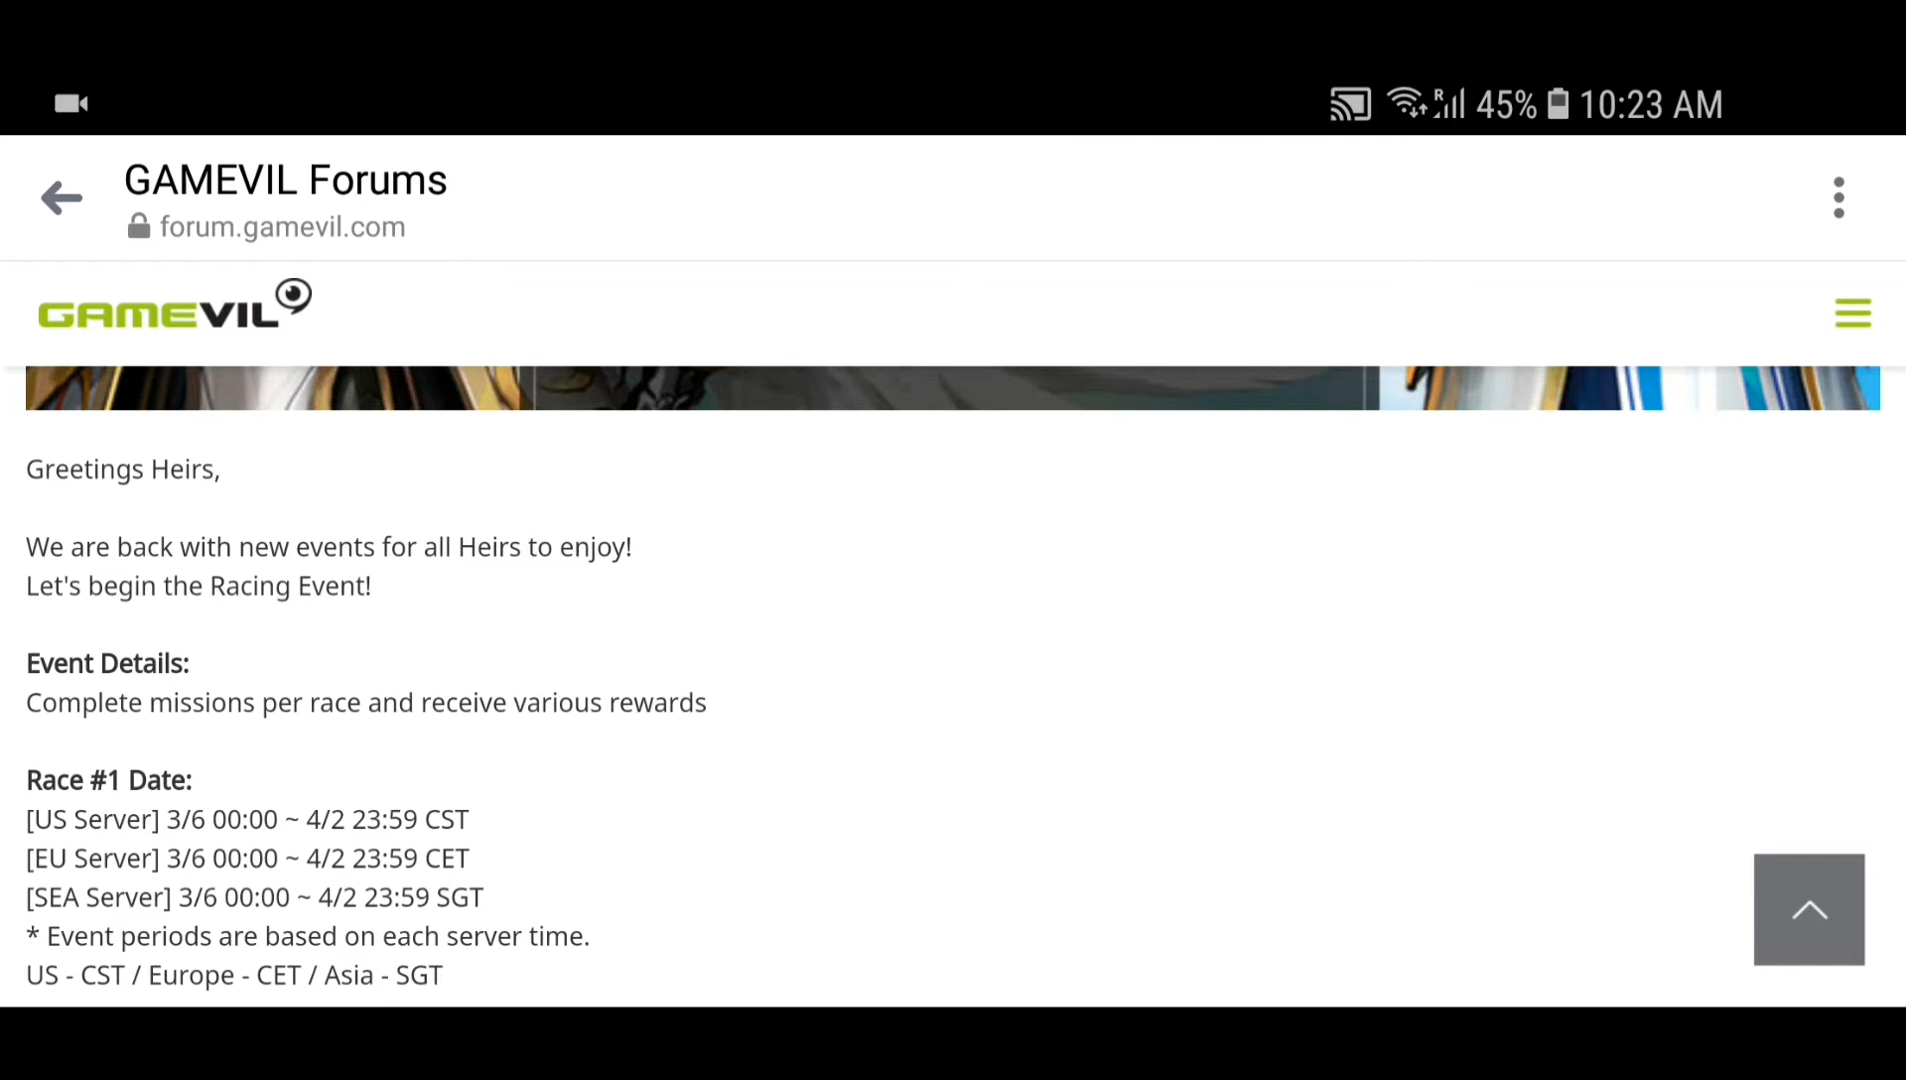 R 45% 10:23 AM
GAMEVIL Forums
forum.gamevil.com
GAMEVIL
Greetings Heirs,
We are back with new events for all Heirs to enjoy!
Let's begin the Racing Event!
Event Details:
Complete missions per race and receive various rewards
Race #1 Date:
[US Server] 3/6 00:00 ~ 4/2 23:59 CST
[EU Server] 3/6 00:00 ~ 4/2 23:59 CET
[SEA Server] 3/6 00:00 ~ 4/2 23:59 SGT
* Event periods are based on each server time.
US - CST / Europe - CET / Asia - SGT